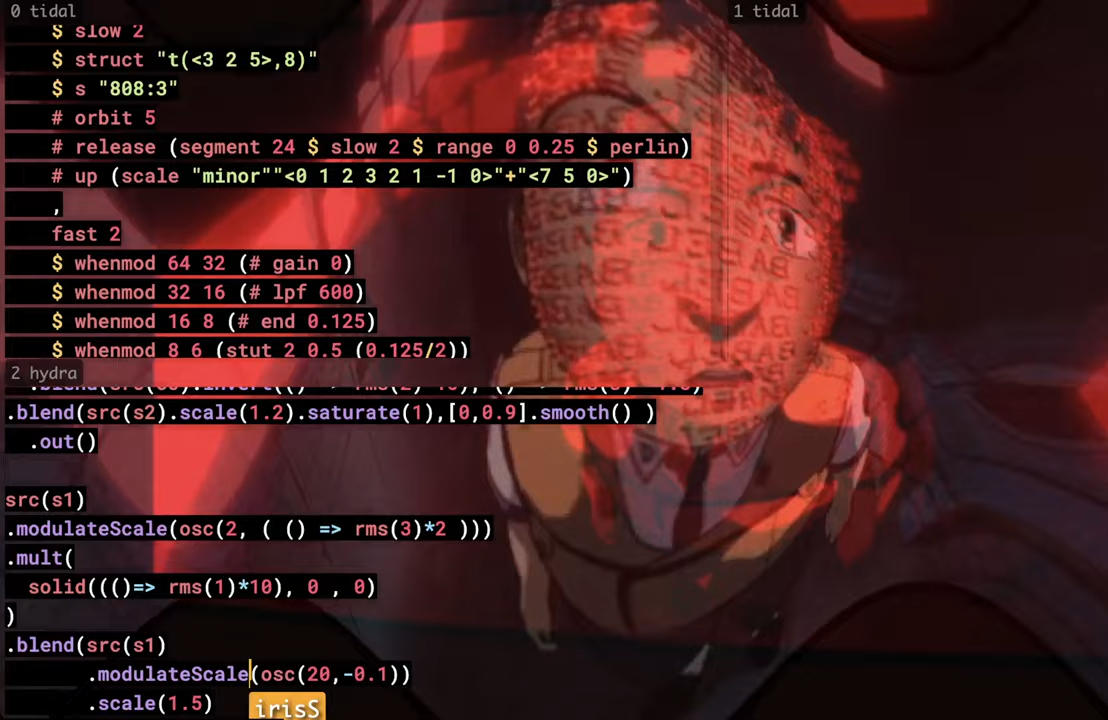 0 tidal
1 tidal
$ slow 2
$ struct "t(<3 2 5>,8)"
$ s "808:3"
# orbit 5
# release (segment 24 $ slow 2 $ range 0 0.25 $ perlin)
# up (scale "minor""<0 1 2 3 2 1 -1 0>"+"<7 5 0>")
,
fast 2
$ whenmod 64 32 (# gain 0)
$ whenmod 32 16 (# lpf 600)
$ whenmod 16 8 (# end 0.125)
$ whenmod 8 6 (stut 2 0.5 (0.125/2))
2 hydra
.blend(src(s2).scale(1.2).saturate(1),[0,0.9].smooth() )
.out()
src(s1)
.modulateScale(osc(2, ( () => rms(3)*2 )))
.mult(
solid((()=> rms(1)*10), 0 , 0)
)
.blend(src(s1)
.modulateScale(osc(20,-0.1))
.scale(1.5)
irisS